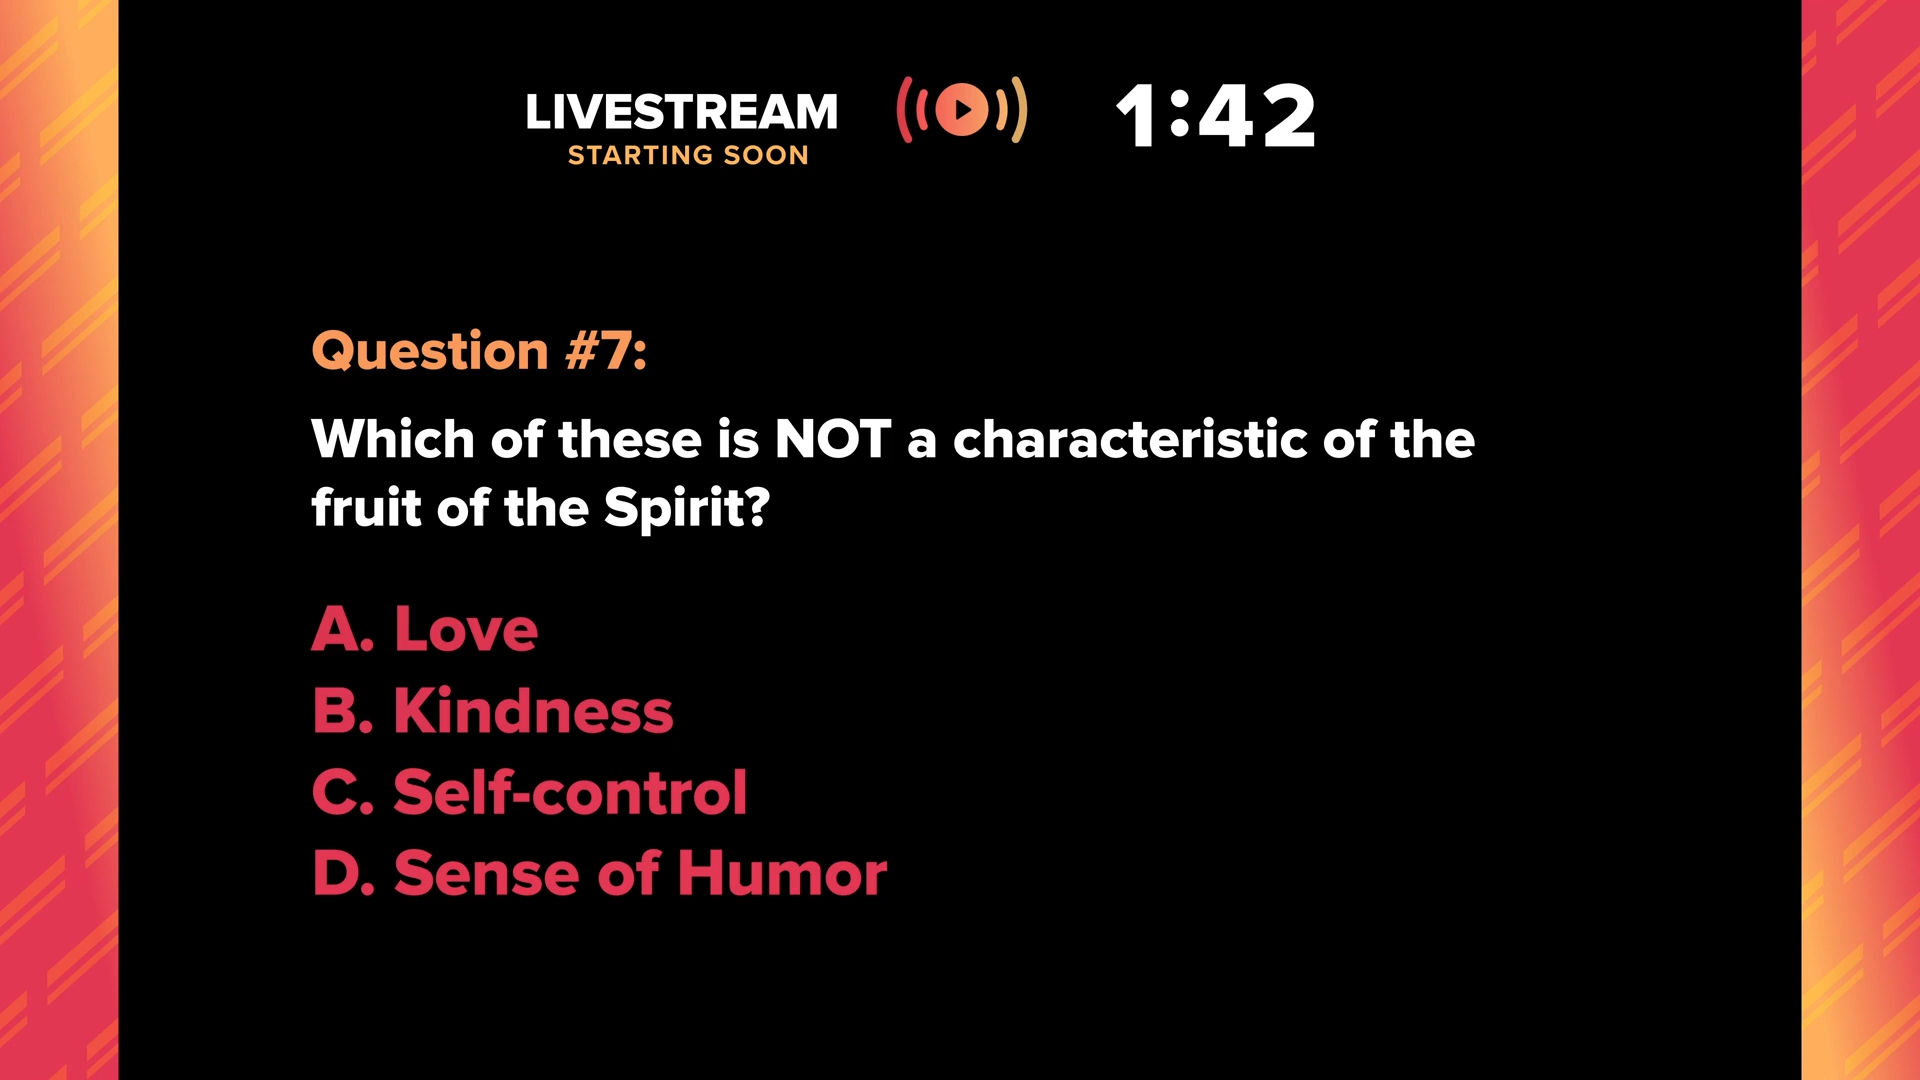 LIVESTREAM
STARTING SOON
1:42
Question #7:
Which of these is NOT a characteristic of the
fruit of the Spirit?
A. Love
B. Kindness
C. Self-control
D. Sense of Humor